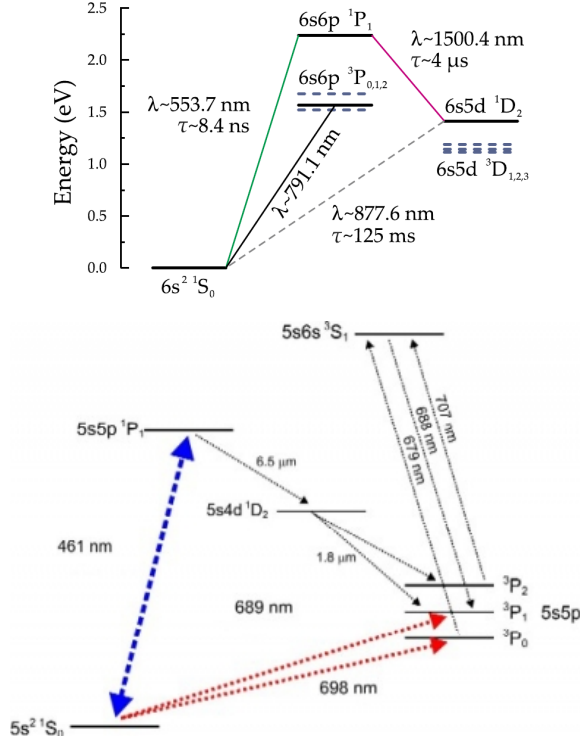 2.5
2.0
1.5
1.0
0.5
0.0
Energy (eV)
6s6p ¹P₁
λ~1500.4 nm
τ~4 μs
6s6p ³P₀,₁,₂
6s5d ¹D₂
λ~553.7 nm
τ~8.4 ns
λ~791.1 nm
6s5d ³D₁,₂,₃
λ~877.6 nm
τ~125 ms
6s² ¹S₀
5s6s ³S₁
5s5p ¹P₁
6.5 μm
707 nm
688 nm
679 nm
5s4d ¹D₂
461 nm
1.8 μm
³P₂
689 nm
³P₁ 5s5p
³P₀
698 nm
5s² ¹S₀